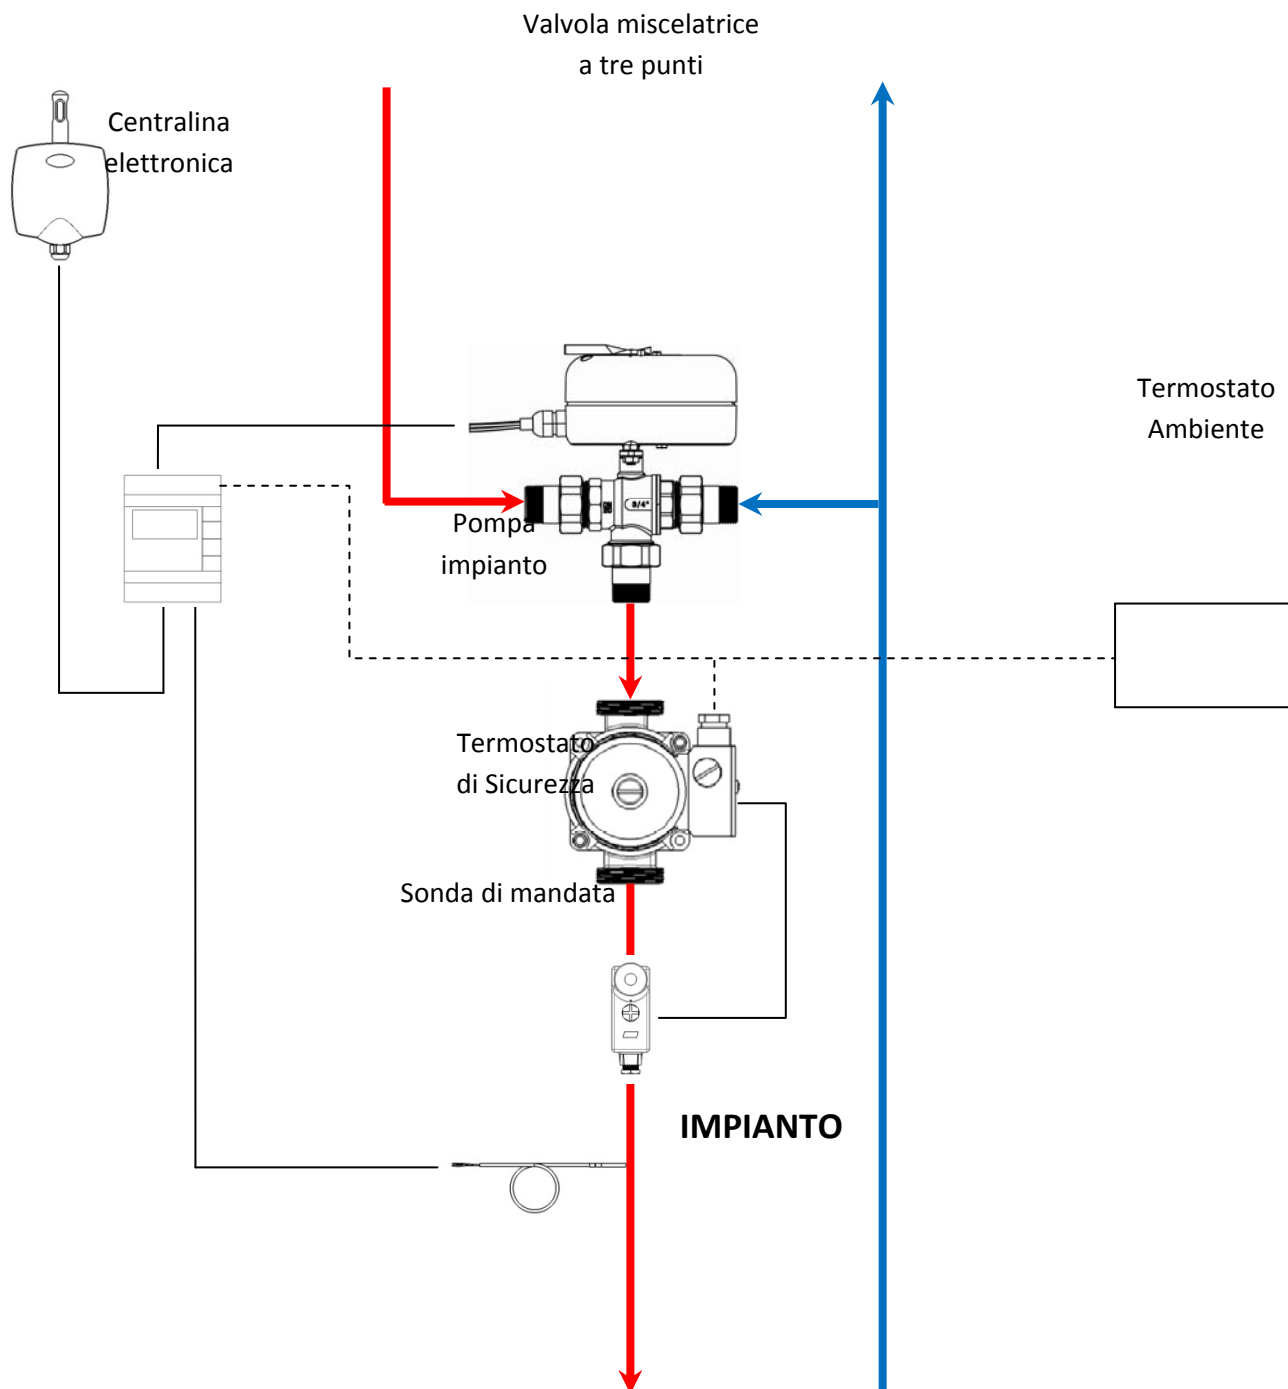 Valvola miscelatrice
a tre punti
Centralina
elettronica
Termostato
Ambiente
3/4"
Pompa
impianto
Termostato
di Sicurezza
Sonda di mandata
IMPIANTO